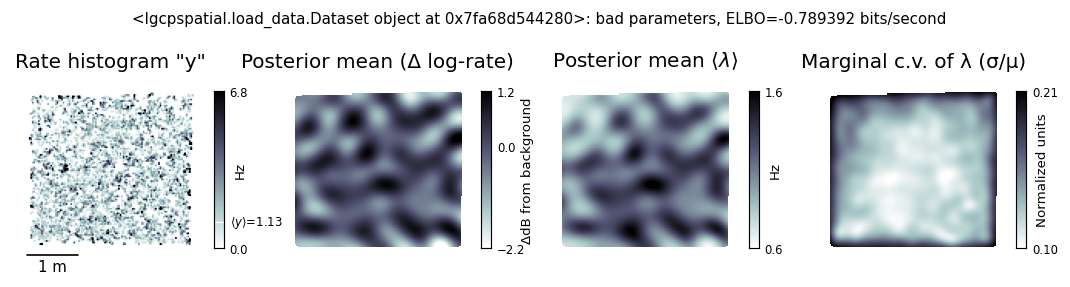 <lgcpspatial.load_data.Dataset object at 0x7fa68d544280>: bad parameters, ELBO=-0.789392 bits/second
Rate histogram "y"
Posterior mean (Δ log-rate)
Posterior mean ⟨λ⟩
Marginal c.v. of λ (σ/μ)
6.8
Hz
⟨y⟩=1.13
0.0
1 m
1.2
0.0
−2.2
ΔdB from background
1.6
Hz
0.6
0.21
Normalized units
0.10